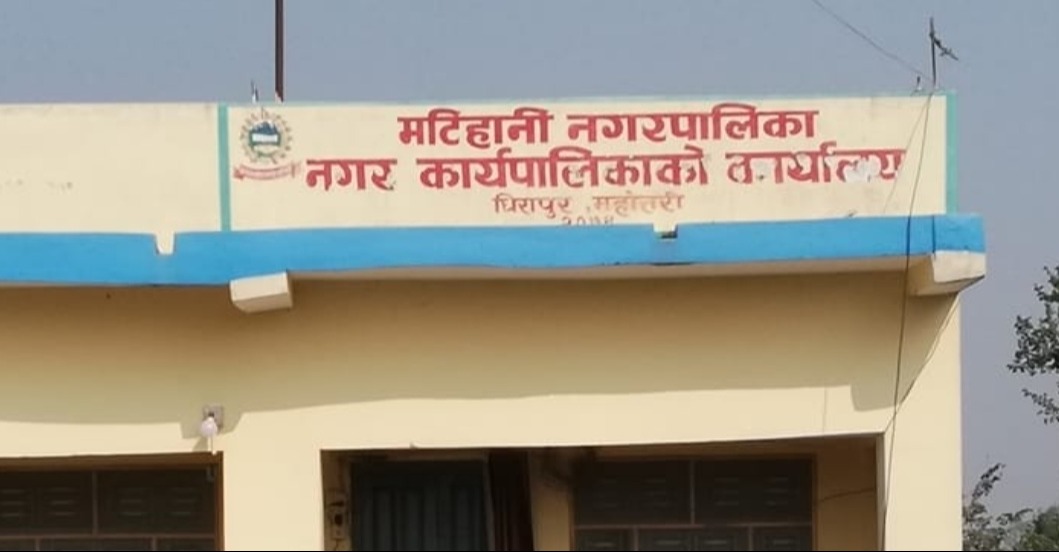 मटिहानी नगरपालिका
नगर कार्यपालिकाको कार्यालय
धिरापुर ,महोत्तरी